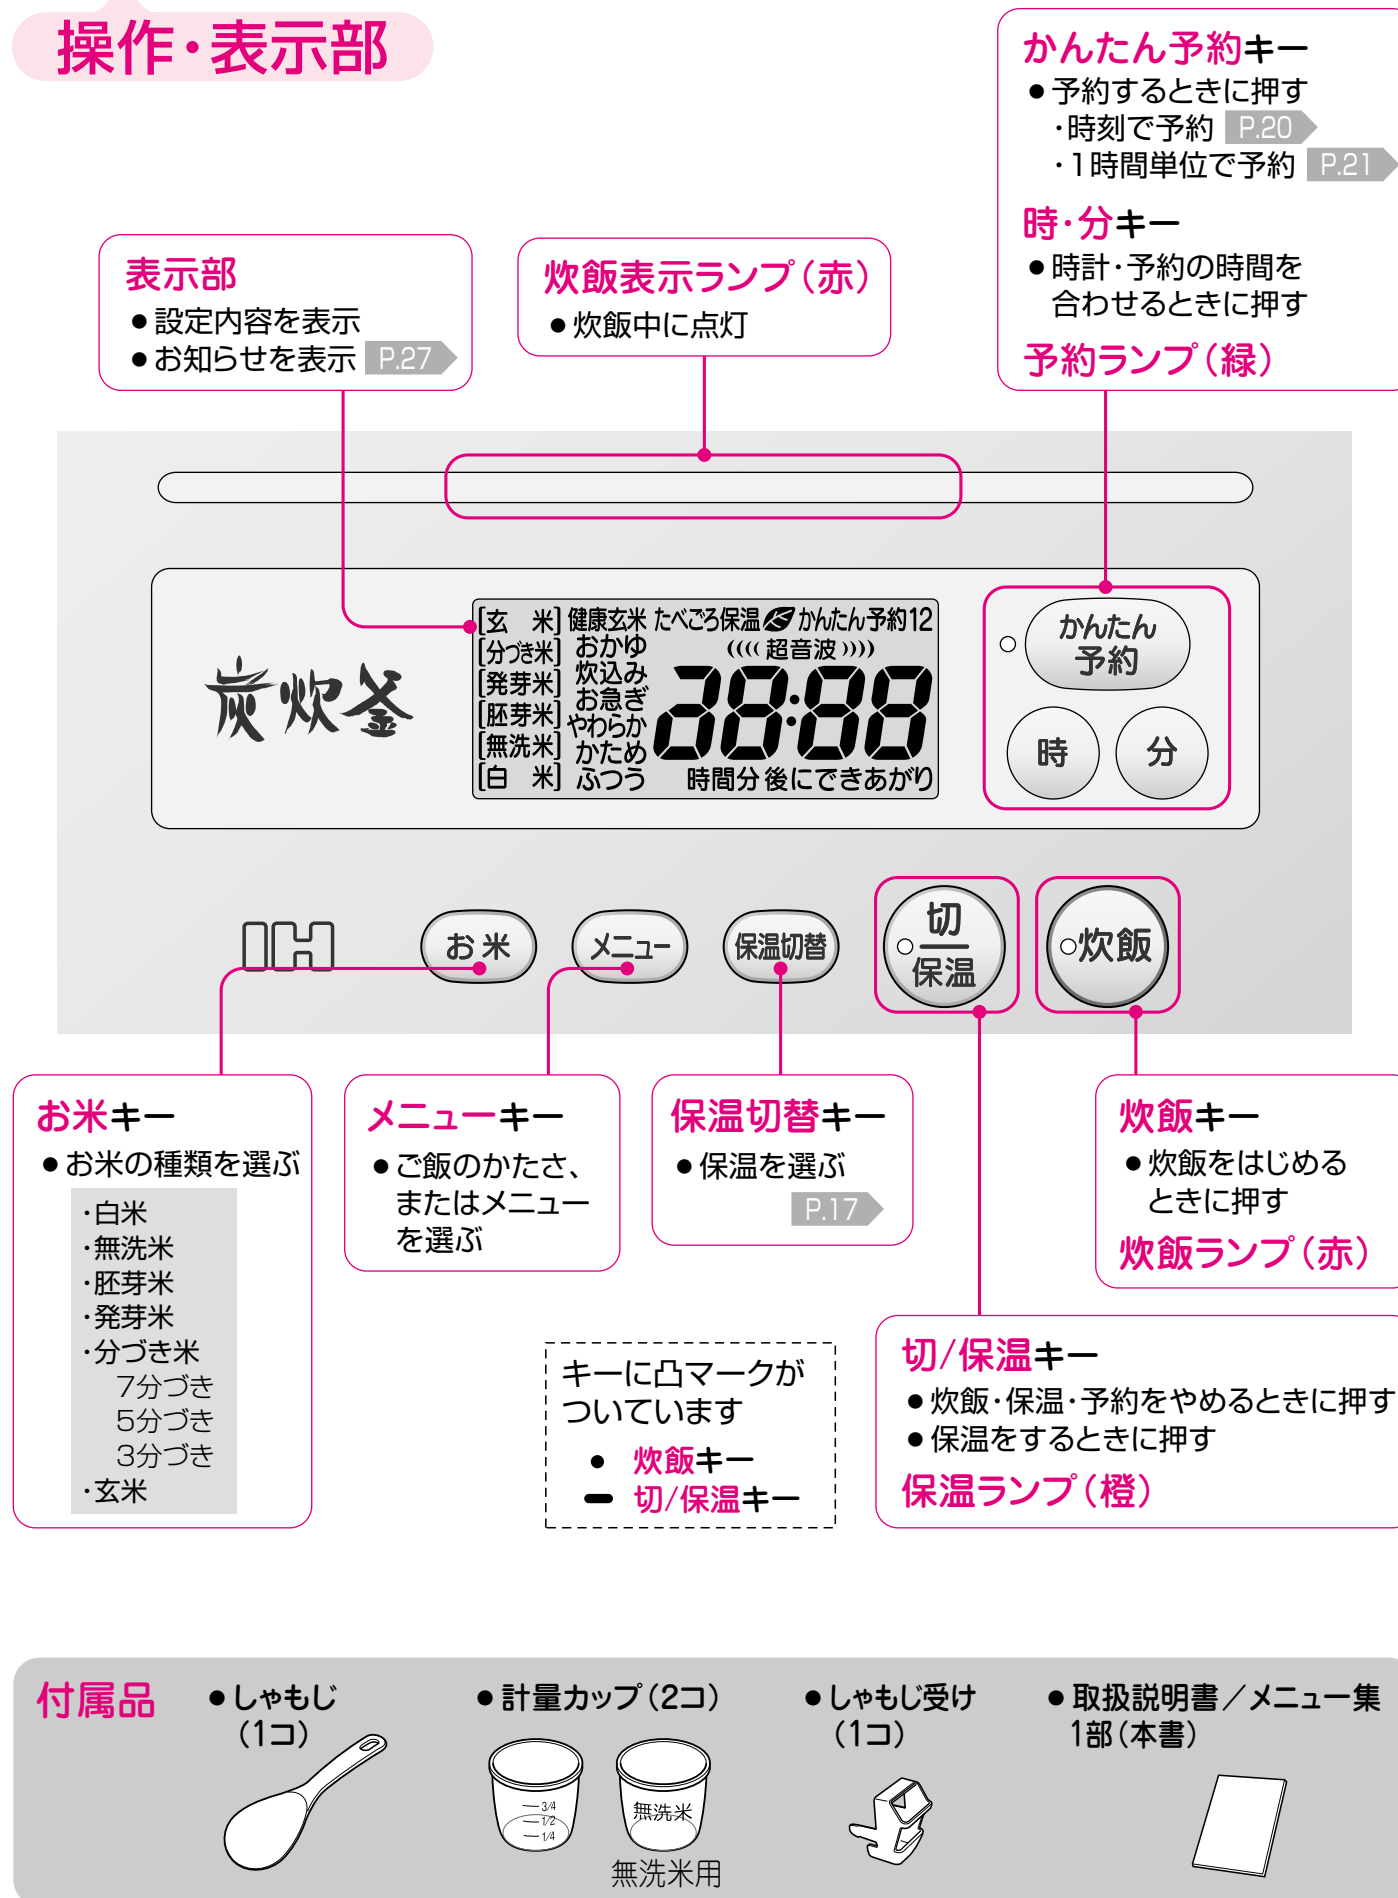 操作・表示部
かんたん予約キー
●予約するときに押す
・時刻で予約 P.20
・1時間単位で予約 P.21
時・分キー
●時計・予約の時間を
合わせるときに押す
予約ランプ（緑）
表示部
●設定内容を表示
●お知らせを表示 P.27
炊飯表示ランプ（赤）
●炊飯中に点灯
炭炊釜
[玄 米] 健康玄米 たべごろ保温 かんたん予約12
[分づき米] おかゆ ((((超音波))))
[発芽米] 炊込み
お急ぎ
[胚芽米] やわらか
[無洗米] かため
[白 米] ふつう
28:88
時間分後にできあがり
かんたん
予約
時 分
IH
お米
メニュー
保温切替
切
保温
炊飯
お米キー
●お米の種類を選ぶ
・白米
・無洗米
・胚芽米
・発芽米
・分づき米
7分づき
5分づき
3分づき
・玄米
メニューキー
●ご飯のかたさ、
またはメニュー
を選ぶ
保温切替キー
●保温を選ぶ
P.17
炊飯キー
●炊飯をはじめる
ときに押す
炊飯ランプ（赤）
キーに凸マークが
ついています
● 炊飯キー
ー 切/保温キー
切/保温キー
●炊飯・保温・予約をやめるときに押す
●保温をするときに押す
保温ランプ（橙）
付属品
●しゃもじ
（1コ）
●計量カップ（2コ）
3/4
1/2
1/4
無洗米
無洗米用
●しゃもじ受け
（1コ）
●取扱説明書／メニュー集
1部（本書）